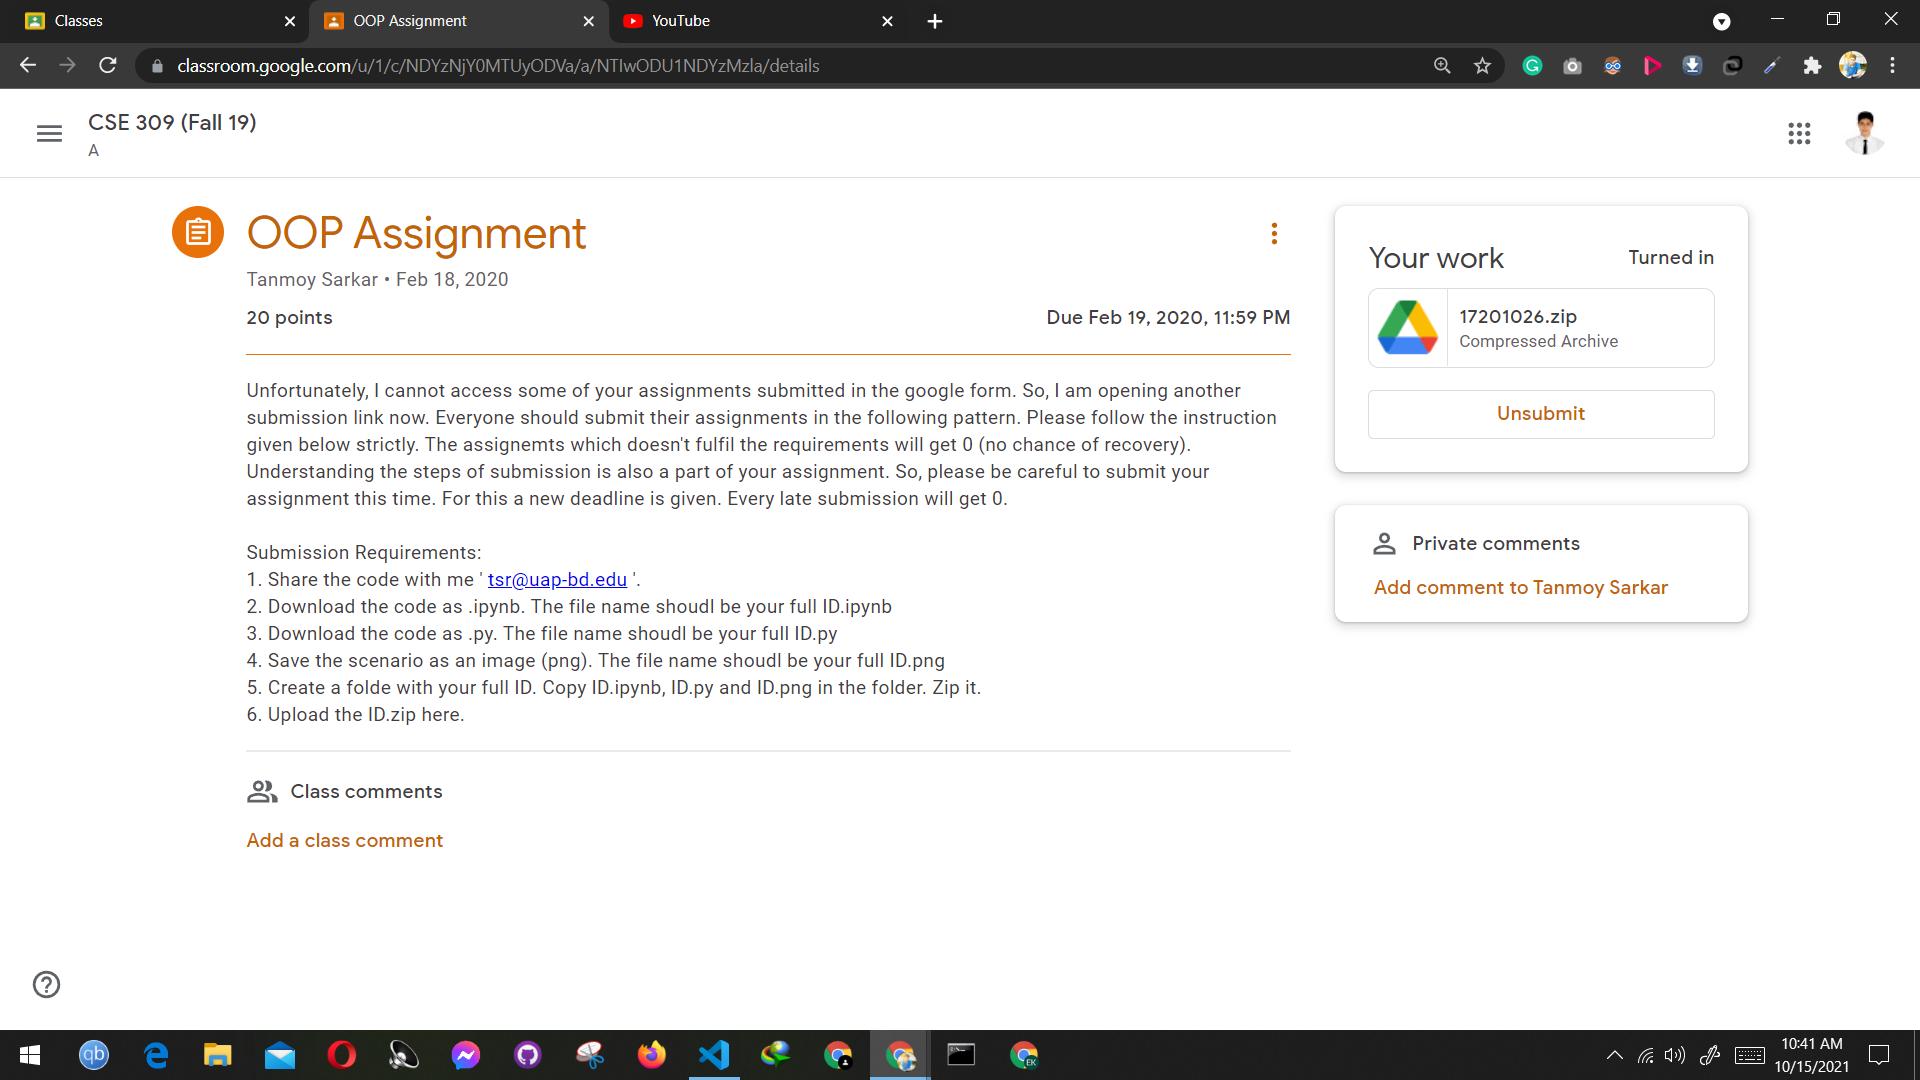 Classes
OOP Assignment
YouTube
classroom.google.com/u/1/c/NDYzNjY0MTUyODVa/a/NTIwODU1NDYzMzla/details
CSE 309 (Fall 19)
A
OOP Assignment
Tanmoy Sarkar • Feb 18, 2020
20 points
Due Feb 19, 2020, 11:59 PM
Unfortunately, I cannot access some of your assignments submitted in the google form. So, I am opening another
submission link now. Everyone should submit their assignments in the following pattern. Please follow the instruction
given below strictly. The assignemts which doesn't fulfil the requirements will get 0 (no chance of recovery).
Understanding the steps of submission is also a part of your assignment. So, please be careful to submit your
assignment this time. For this a new deadline is given. Every late submission will get 0.
Submission Requirements:
1. Share the code with me ' tsr@uap-bd.edu '.
2. Download the code as .ipynb. The file name shoudl be your full ID.ipynb
3. Download the code as .py. The file name shoudl be your full ID.py
4. Save the scenario as an image (png). The file name shoudl be your full ID.png
5. Create a folde with your full ID. Copy ID.ipynb, ID.py and ID.png in the folder. Zip it.
6. Upload the ID.zip here.
Class comments
Add a class comment
Your work
Turned in
17201026.zip
Compressed Archive
Unsubmit
Private comments
Add comment to Tanmoy Sarkar
qb
EK
10:41 AM
10/15/2021